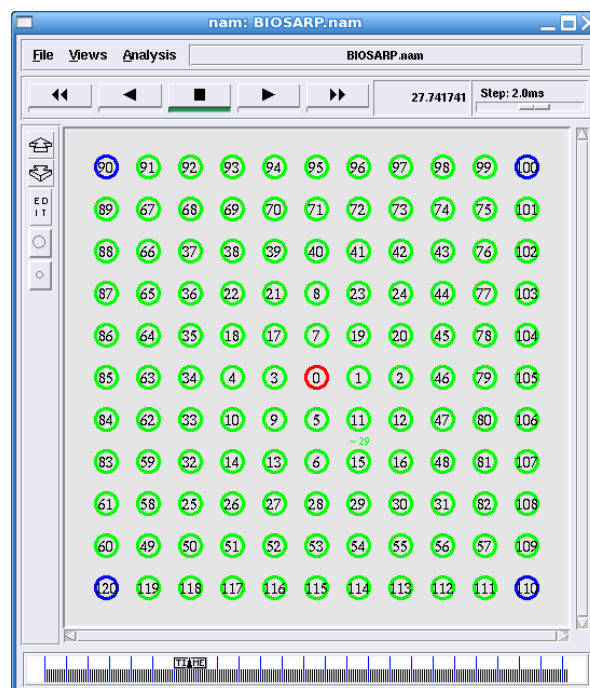 nam: BIOSARP.nam
File Views Analysis BIOSARP.nam
27.741741 Step: 2.0ms
E D
I T
90 91 92 93 94 95 96 97 98 99 100
89 67 68 69 70 71 72 73 74 75 101
88 66 37 38 39 40 41 42 43 76 102
87 65 36 22 21 8 23 24 44 77 103
86 64 35 18 17 7 19 20 45 78 104
85 63 34 4 3 0 1 2 46 79 105
84 62 33 10 9 5 11 12 47 80 106
~ 29
83 59 32 14 13 6 15 16 48 81 107
61 58 25 26 27 28 29 30 31 82 108
60 49 50 51 52 53 54 55 56 57 109
120 119 118 117 116 115 114 113 112 111 110
TIME